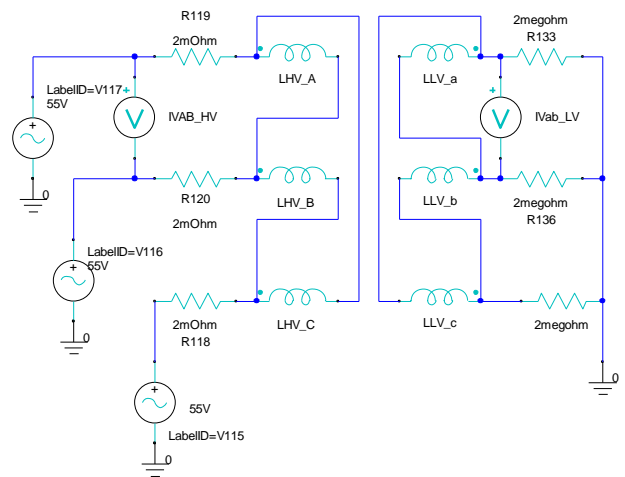 R119
2mOhm
LHV_A
LabelID=V117
55V
+
IVAB_HV
V
+
0
R120
2mOhm
LHV_B
LabelID=V116
55V
+
0
2mOhm
R118
LHV_C
+
55V
LabelID=V115
0
2megohm
R133
LLV_a
+
V
IVab_LV
LLV_b
2megohm
R136
LLV_c
2megohm
0